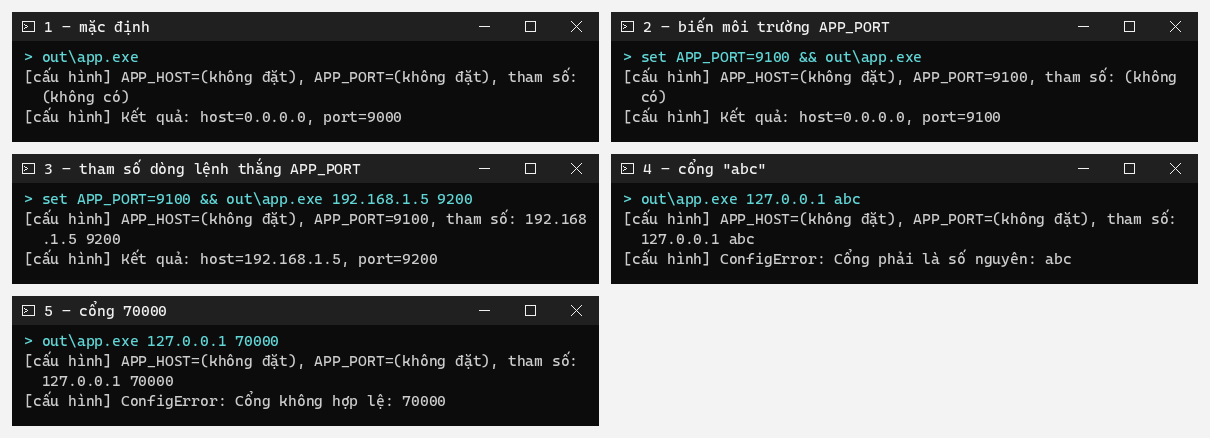 1 – mặc định
> out\app.exe
[cấu hình] APP_HOST=(không đặt), APP_PORT=(không đặt), tham số:
(không có)
[cấu hình] Kết quả: host=0.0.0.0, port=9000
2 – biến môi trường APP_PORT
> set APP_PORT=9100 && out\app.exe
[cấu hình] APP_HOST=(không đặt), APP_PORT=9100, tham số: (không
có)
[cấu hình] Kết quả: host=0.0.0.0, port=9100
3 – tham số dòng lệnh thắng APP_PORT
> set APP_PORT=9100 && out\app.exe 192.168.1.5 9200
[cấu hình] APP_HOST=(không đặt), APP_PORT=9100, tham số: 192.168
.1.5 9200
[cấu hình] Kết quả: host=192.168.1.5, port=9200
4 – cổng "abc"
> out\app.exe 127.0.0.1 abc
[cấu hình] APP_HOST=(không đặt), APP_PORT=(không đặt), tham số:
127.0.0.1 abc
[cấu hình] ConfigError: Cổng phải là số nguyên: abc
5 – cổng 70000
> out\app.exe 127.0.0.1 70000
[cấu hình] APP_HOST=(không đặt), APP_PORT=(không đặt), tham số:
127.0.0.1 70000
[cấu hình] ConfigError: Cổng không hợp lệ: 70000